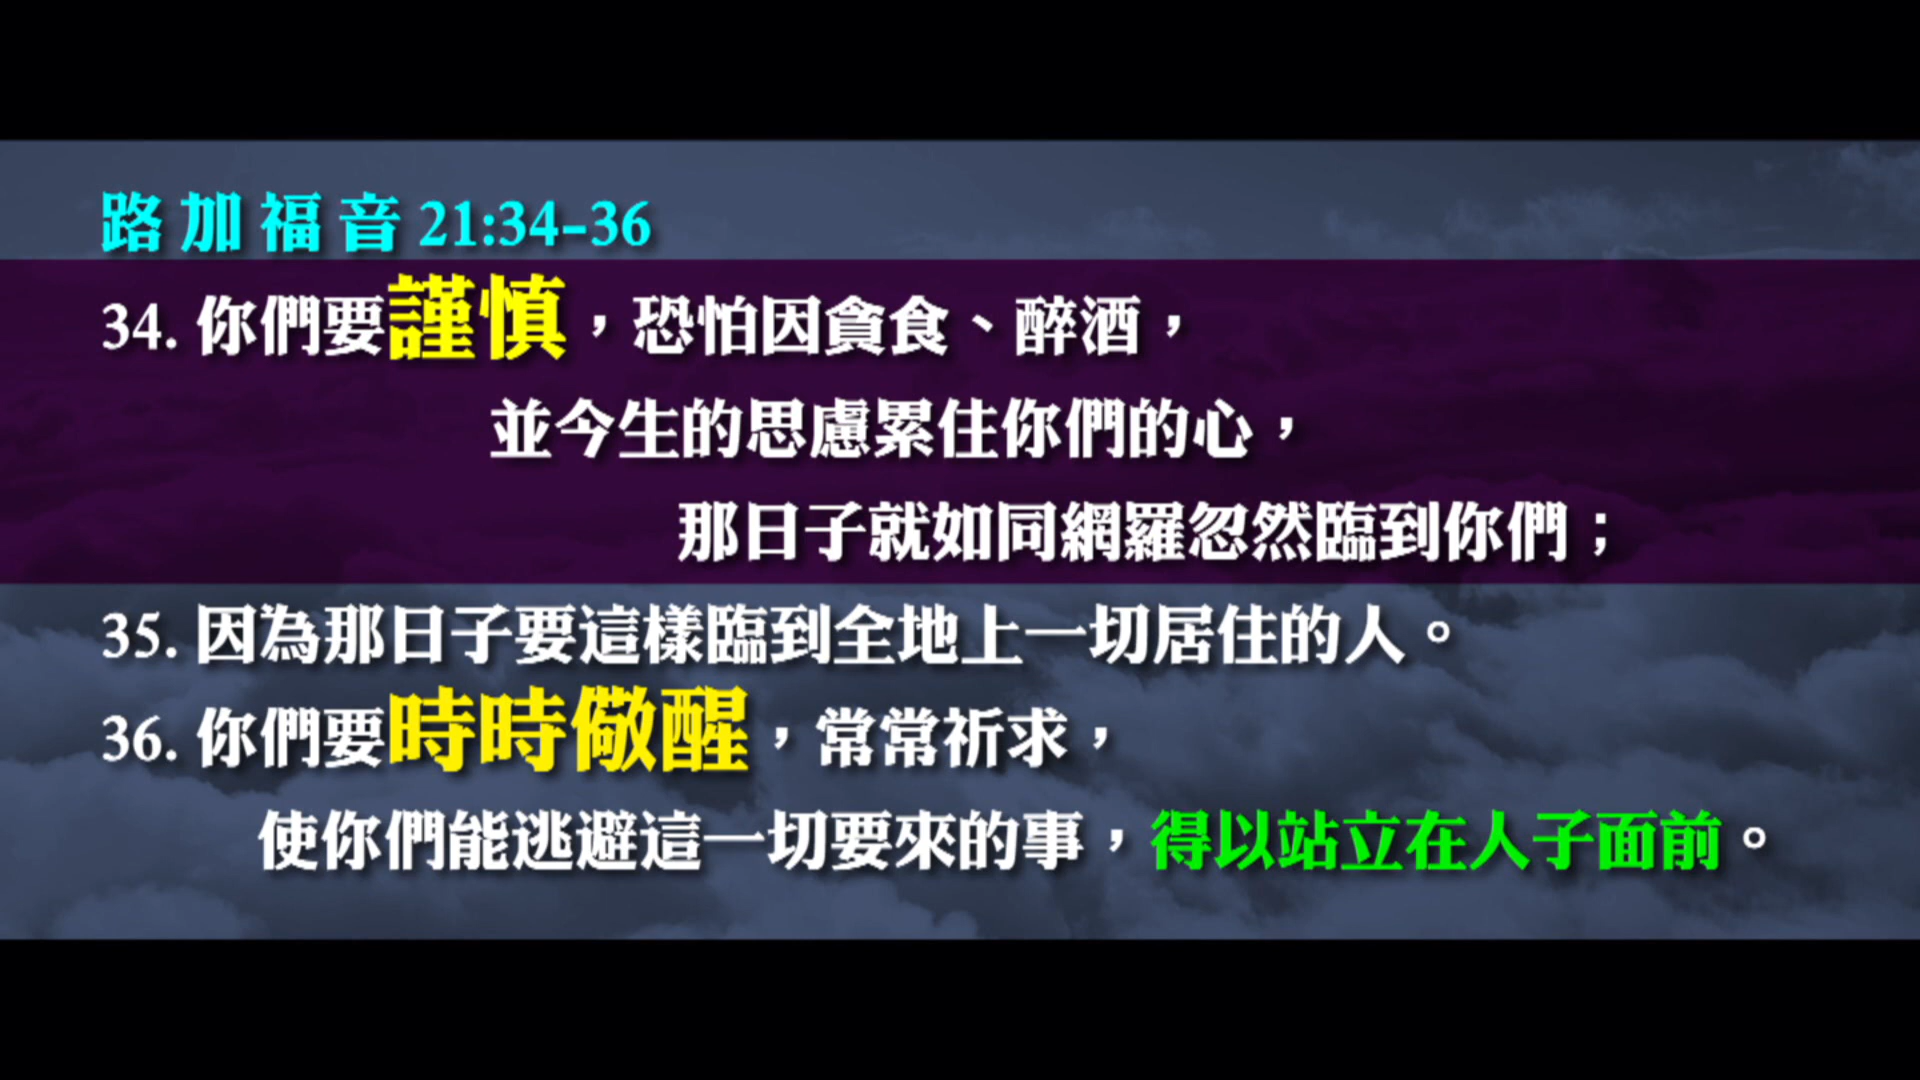 路加福音21:34-36
34. 你們要謹慎，恐怕因貪食、醉酒，
並今生的思慮累住你們的心，
那日子就如同網羅忽然臨到你們；
35. 因為那日子要這樣臨到全地上一切居住的人。
36. 你們要時時儆醒，常常祈求，
使你們能逃避這一切要來的事，得以站立在人子面前。